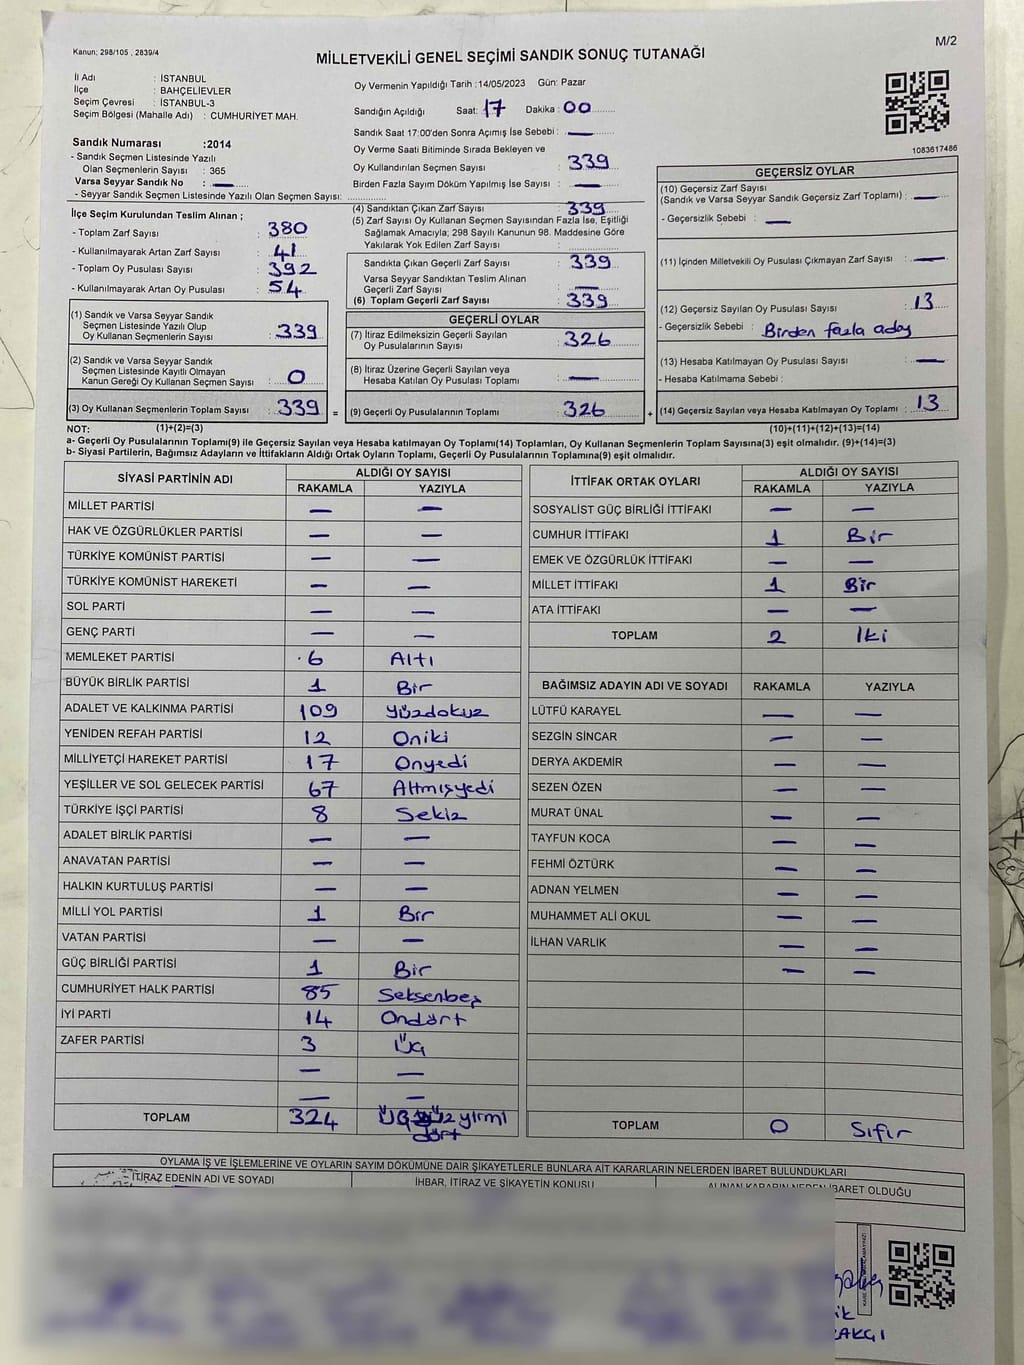 Kanun: 298/105 , 2839/4
M/2
MİLLETVEKİLİ GENEL SEÇİMİ SANDIK SONUÇ TUTANAĞI
İl Adı : İSTANBUL
İlçe : BAHÇELİEVLER
Seçim Çevresi : İSTANBUL-3
Seçim Bölgesi (Mahalle Adı) : CUMHURİYET MAH.
Sandık Numarası :2014
- Sandık Seçmen Listesinde Yazılı
Olan Seçmenlerin Sayısı : 365
Varsa Seyyar Sandık No : —
- Seyyar Sandık Seçmen Listesinde Yazılı Olan Seçmen Sayısı:
Oy Vermenin Yapıldığı Tarih :14/05/2023 Gün: Pazar
Sandığın Açıldığı Saat: 17 Dakika : 00
Sandık Saat 17:00'den Sonra Açımış İse Sebebi : —
Oy Verme Saati Bitiminde Sırada Bekleyen ve
Oy Kullandırılan Seçmen Sayısı : 339
Birden Fazla Sayım Döküm Yapılmış İse Sayısı : —
1083617486
İlçe Seçim Kurulundan Teslim Alınan ;
- Toplam Zarf Sayısı : 380
- Kullanılmayarak Artan Zarf Sayısı : 41
- Toplam Oy Pusulası Sayısı : 392
- Kullanılmayarak Artan Oy Pusulası : 54
(1) Sandık ve Varsa Seyyar Sandık
Seçmen Listesinde Yazılı Olup
Oy Kullanan Seçmenlerin Sayısı : 339
(2) Sandık ve Varsa Seyyar Sandık
Seçmen Listesinde Kayıtlı Olmayan
Kanun Gereği Oy Kullanan Seçmen Sayısı : 0
(3) Oy Kullanan Seçmenlerin Toplam Sayısı : 339 =
(4) Sandıktan Çıkan Zarf Sayısı : 339
(5) Zarf Sayısı Oy Kullanan Seçmen Sayısından Fazla İse, Eşitliği
Sağlamak Amacıyla; 298 Sayılı Kanunun 98. Maddesine Göre
Yakılarak Yok Edilen Zarf Sayısı :
Sandıkta Çıkan Geçerli Zarf Sayısı : 339
Varsa Seyyar Sandıktan Teslim Alınan
Geçerli Zarf Sayısı : —
(6) Toplam Geçerli Zarf Sayısı : 339
GEÇERLİ OYLAR
(7) İtiraz Edilmeksizin Geçerli Sayılan
Oy Pusulalarının Sayısı : 326
(8) İtiraz Üzerine Geçerli Sayılan veya
Hesaba Katılan Oy Pusulası Toplamı : —
(9) Geçerli Oy Pusulalarının Toplamı : 326 +
GEÇERSİZ OYLAR
(10) Geçersiz Zarf Sayısı
(Sandık ve Varsa Seyyar Sandık Geçersiz Zarf Toplamı) : —
- Geçersizlik Sebebi : —
(11) İçinden Milletvekili Oy Pusulası Çıkmayan Zarf Sayısı : —
(12) Geçersiz Sayılan Oy Pusulası Sayısı : 13
- Geçersizlik Sebebi : Birden fazla aday
(13) Hesaba Katılmayan Oy Pusulası Sayısı : —
- Hesaba Katılmama Sebebi :
(14) Geçersiz Sayılan veya Hesaba Katılmayan Oy Toplamı : 13
NOT: (1)+(2)=(3) (10)+(11)+(12)+(13)=(14)
a- Geçerli Oy Pusulalarının Toplamı(9) ile Geçersiz Sayılan veya Hesaba katılmayan Oy Toplamı(14) Toplamları, Oy Kullanan Seçmenlerin Toplam Sayısına(3) eşit olmalıdır. (9)+(14)=(3)
b- Siyasi Partilerin, Bağımsız Adayların ve İttifakların Aldığı Ortak Oyların Toplamı, Geçerli Oy Pusulalarının Toplamına(9) eşit olmalıdır.
SİYASİ PARTİNİN ADI ALDIĞI OY SAYISI
RAKAMLA YAZIYLA
MİLLET PARTİSİ — —
HAK VE ÖZGÜRLÜKLER PARTİSİ — —
TÜRKİYE KOMÜNİST PARTİSİ — —
TÜRKİYE KOMÜNİST HAREKETİ — —
SOL PARTİ — —
GENÇ PARTİ — —
MEMLEKET PARTİSİ 6 Altı
BÜYÜK BİRLİK PARTİSİ 1 Bir
ADALET VE KALKINMA PARTİSİ 109 Yüzdokuz
YENİDEN REFAH PARTİSİ 12 Oniki
MİLLİYETÇİ HAREKET PARTİSİ 17 Onyedi
YEŞİLLER VE SOL GELECEK PARTİSİ 67 Altmışyedi
TÜRKİYE İŞÇİ PARTİSİ 8 Sekiz
ADALET BİRLİK PARTİSİ — —
ANAVATAN PARTİSİ — —
HALKIN KURTULUŞ PARTİSİ — —
MİLLİ YOL PARTİSİ 1 Bir
VATAN PARTİSİ — —
GÜÇ BİRLİĞİ PARTİSİ 1 Bir
CUMHURİYET HALK PARTİSİ 85 Seksenbeş
İYİ PARTİ 14 Ondört
ZAFER PARTİSİ 3 Üç
— —
— —
TOPLAM 324 Üç yüz yirmi
dört
İTTİFAK ORTAK OYLARI ALDIĞI OY SAYISI
RAKAMLA YAZIYLA
SOSYALİST GÜÇ BİRLİĞİ İTTİFAKI — —
CUMHUR İTTİFAKI 1 Bir
EMEK VE ÖZGÜRLÜK İTTİFAKI — —
MİLLET İTTİFAKI 1 Bir
ATA İTTİFAKI — —
TOPLAM 2 İki
BAĞIMSIZ ADAYIN ADI VE SOYADI RAKAMLA YAZIYLA
LÜTFÜ KARAYEL — —
SEZGİN SİNCAR — —
DERYA AKDEMİR — —
SEZEN ÖZEN — —
MURAT ÜNAL — —
TAYFUN KOCA — —
FEHMİ ÖZTÜRK — —
ADNAN YELMEN — —
MUHAMMET ALİ OKUL — —
İLHAN VARLIK — —
— —
TOPLAM 0 Sıfır
OYLAMA İŞ VE İŞLEMLERİNE VE OYLARIN SAYIM DÖKÜMÜNE DAİR ŞİKAYETLERLE BUNLARA AİT KARARLARIN NELERDEN İBARET BULUNDUKLARI
İTİRAZ EDENİN ADI VE SOYADI İHBAR, İTİRAZ VE ŞİKAYETİN KONUSU ALINAN KARARIN NEDEN İBARET OLDUĞU